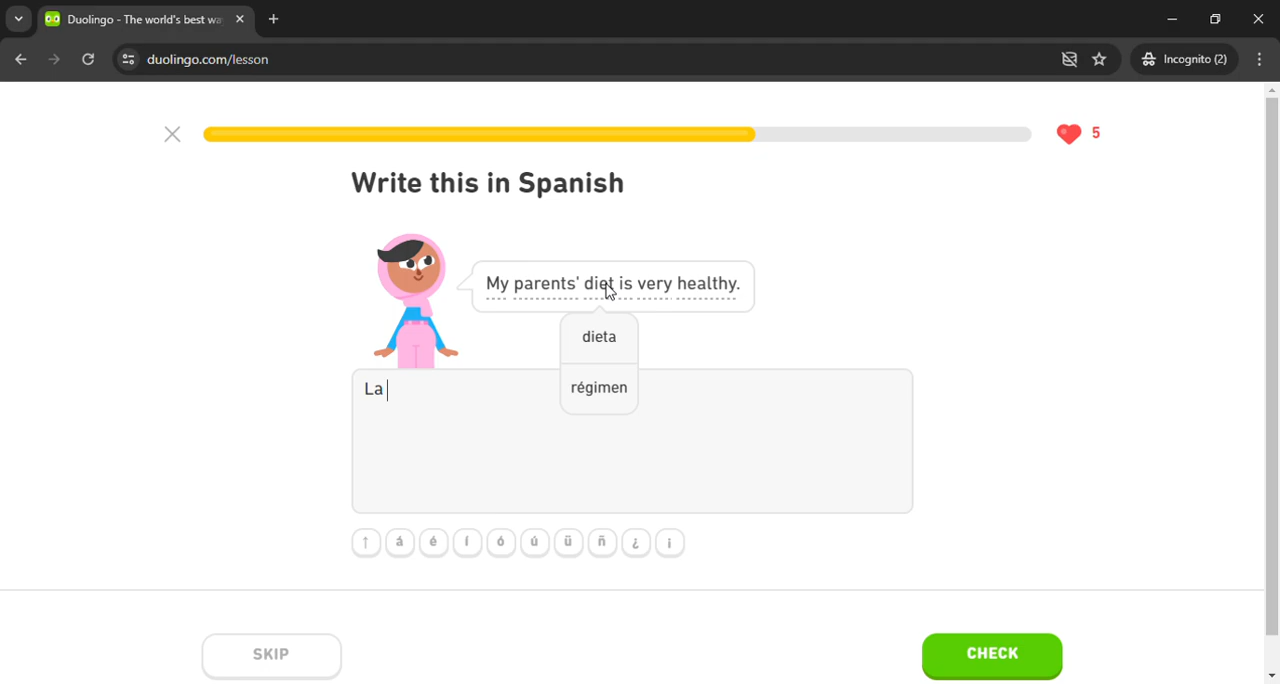 Duolingo - The world's best wa
duolingo.com/lesson
Incognito (2)
5
Write this in Spanish
My parents' diet is very healthy.
dieta
régimen
La
↑ á é í ó ú ü ñ ¿ ¡
SKIP
CHECK